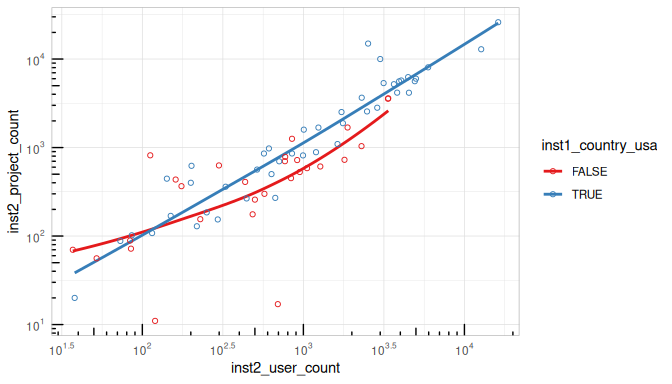 10^4
10^3
10^2
10^1
inst2_project_count
10^1.5
10^2
10^2.5
10^3
10^3.5
10^4
inst2_user_count
inst1_country_usa
FALSE
TRUE